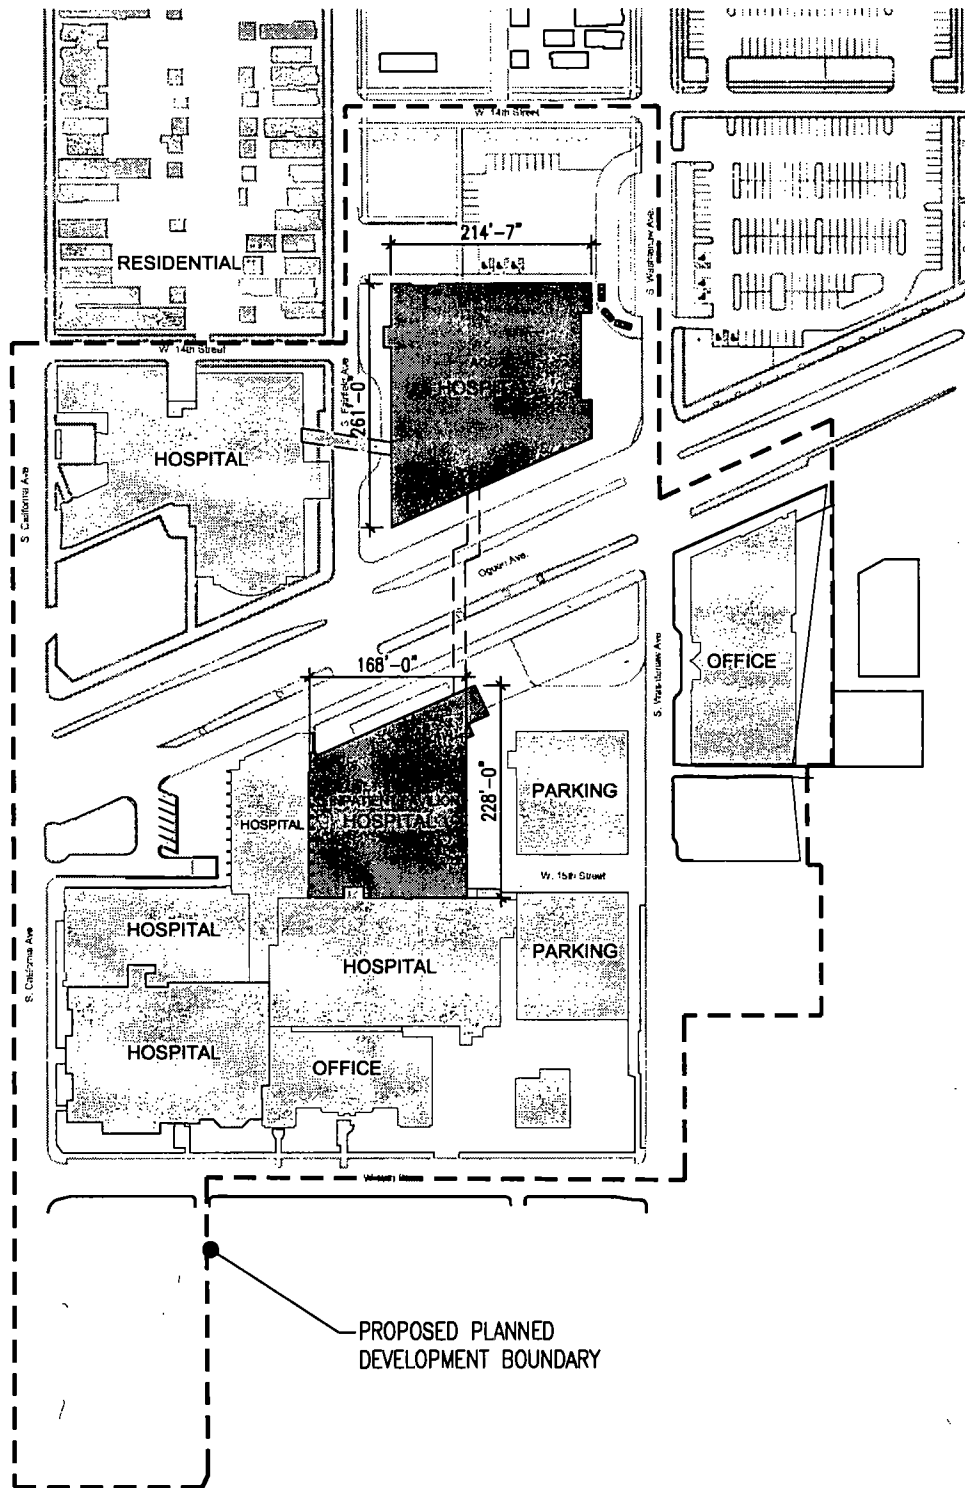 W. 14th Street
214'-7"
S. Washtenaw Ave.
RESIDENTIAL
W. 14th Street
S. Fairfield Ave
HOSPITAL
261'-0"
HOSPITAL
S. California Ave
Ogden Ave.
168'-0"
OFFICE
S. Washtenaw Ave
228'-0"
PARKING
INPATIENT PAVILION
HOSPITAL
HOSPITAL
W. 15th Street
HOSPITAL
S. California Ave
HOSPITAL
PARKING
HOSPITAL
OFFICE
PROPOSED PLANNED
DEVELOPMENT BOUNDARY